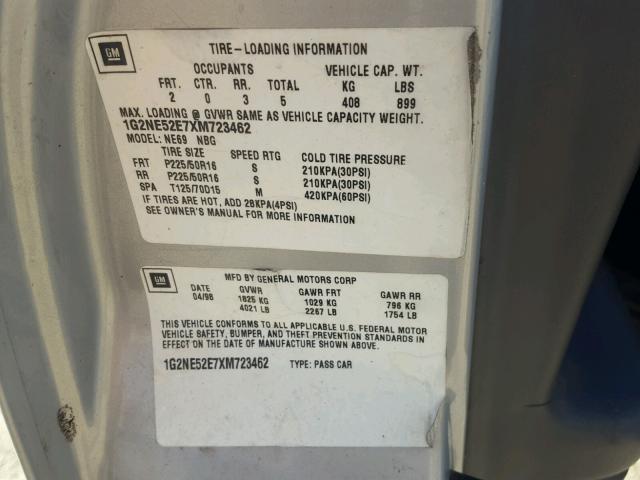 GM
TIRE-LOADING INFORMATION
OCCUPANTS VEHICLE CAP. WT.
FRT. CTR. RR. TOTAL KG LBS
2 0 3 5 408 899
MAX. LOADING @ GVWR SAME AS VEHICLE CAPACITY WEIGHT.
1G2NE52E7XM723462
MODEL: NE69 NBG
TIRE SIZE SPEED RTG COLD TIRE PRESSURE
FRT P225/50R16 S 210KPA(30PSI)
RR P225/50R16 S 210KPA(30PSI)
SPA T125/70D15 M 420KPA(60PSI)
IF TIRES ARE HOT, ADD 28KPA(4PSI)
SEE OWNER'S MANUAL FOR MORE INFORMATION
GM
MFD BY GENERAL MOTORS CORP
DATE GVWR GAWR FRT GAWR RR
04/98 1825 KG 1029 KG 796 KG
4021 LB 2267 LB 1754 LB
THIS VEHICLE CONFORMS TO ALL APPLICABLE U.S. FEDERAL MOTOR
VEHICLE SAFETY, BUMPER, AND THEFT PREVENTION STANDARDS IN
EFFECT ON THE DATE OF MANUFACTURE SHOWN ABOVE.
1G2NE52E7XM723462 TYPE: PASS CAR